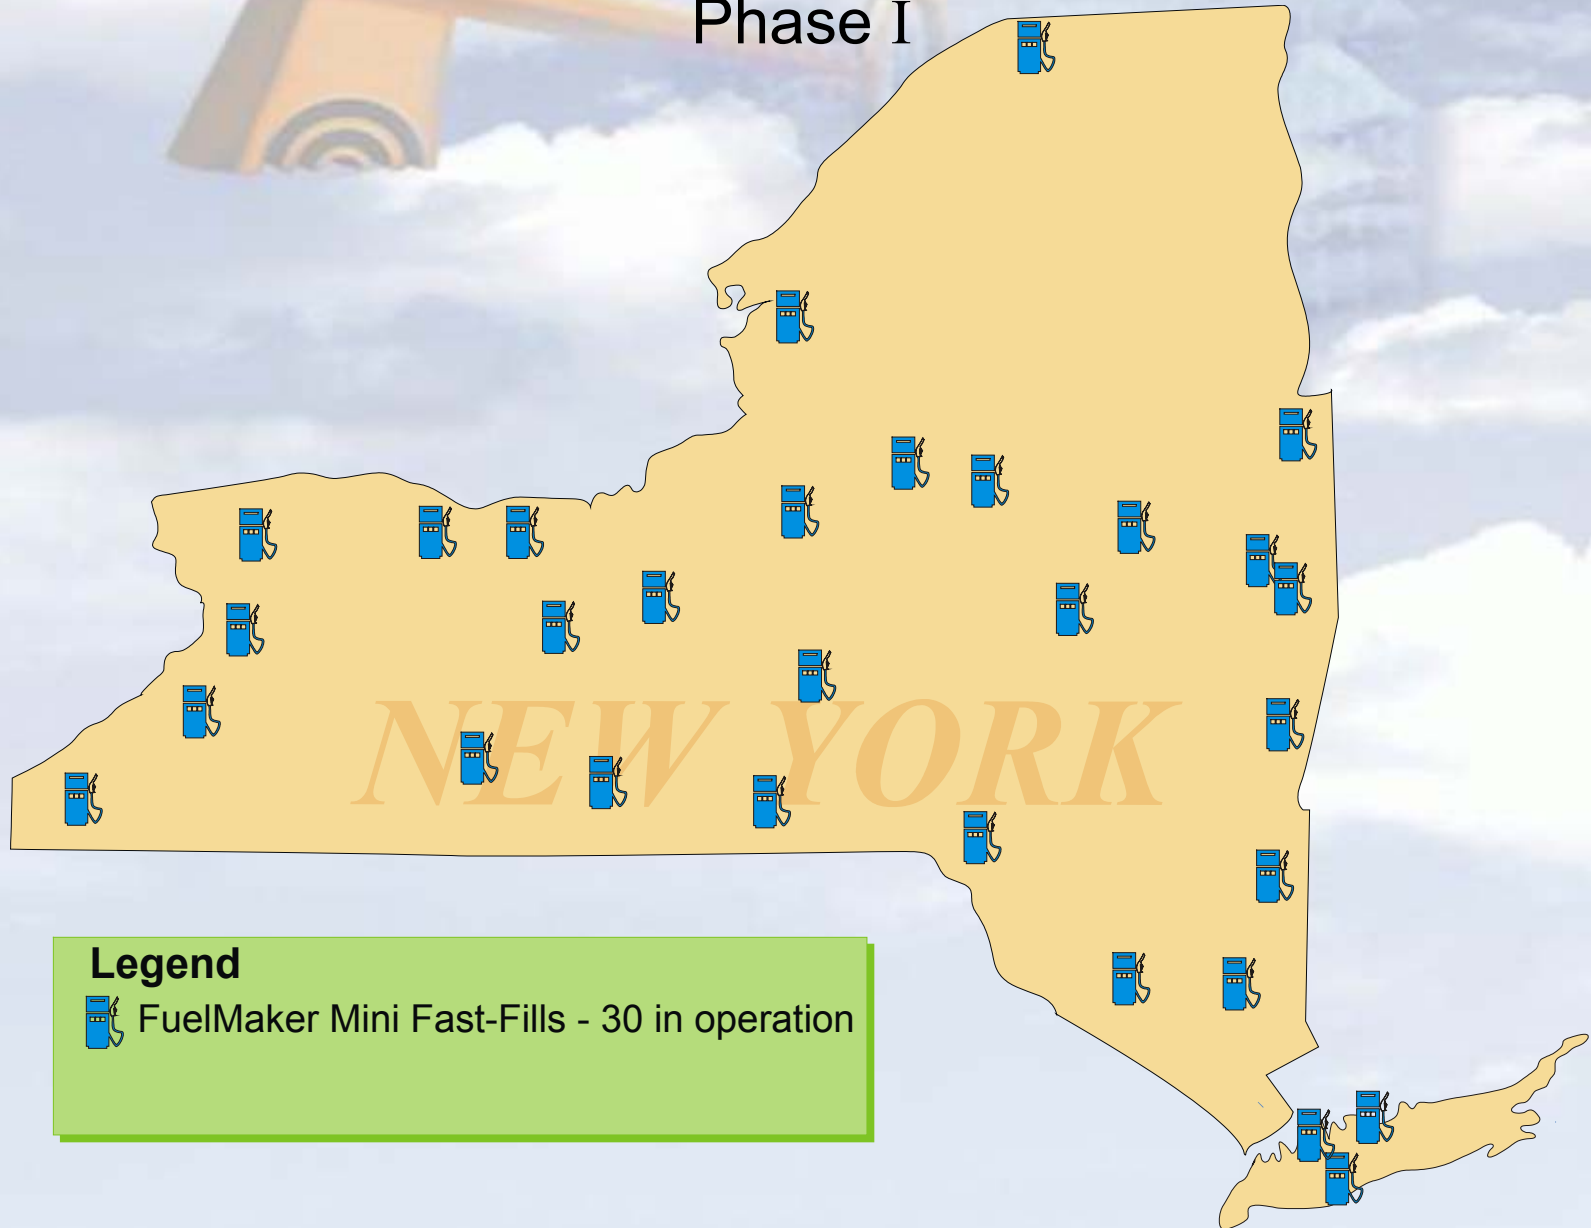 Phase I
NEW YORK
Legend
FuelMaker Mini Fast-Fills - 30 in operation